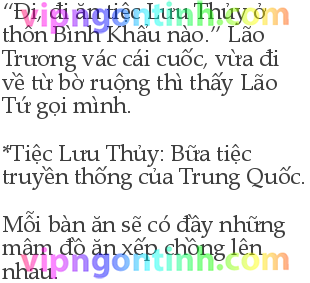 vipngontinh.com
“Đi, đi ăn tiệc Lưu Thủy ở
thôn Bình Khâu nào.” Lão
Trương vác cái cuốc, vừa đi
về từ bờ ruộng thì thấy Lão
Tứ gọi mình.
*Tiệc Lưu Thủy: Bữa tiệc
truyền thống của Trung Quốc.
Mỗi bàn ăn sẽ có đầy những
mâm đồ ăn xếp chồng lên
nhau.
vipngontinh.com